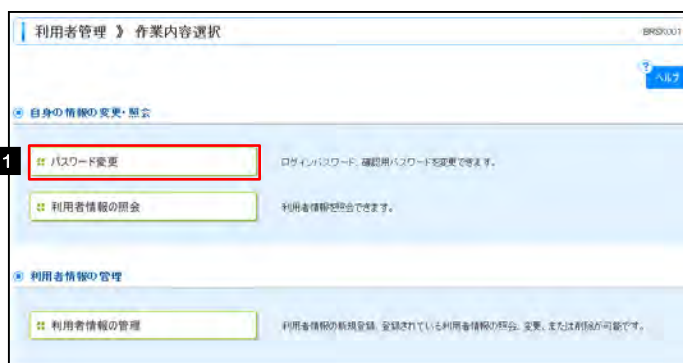 利用者管理 》 作業内容選択
BRSK001
?
ヘルプ
自身の情報の変更・照会
1
パスワード変更
ログインパスワード、確認用パスワードを変更できます。
利用者情報の照会
利用者情報を照会できます。
利用者情報の管理
利用者情報の管理
利用者情報の新規登録、登録されている利用者情報の照会、変更、または削除が可能です。